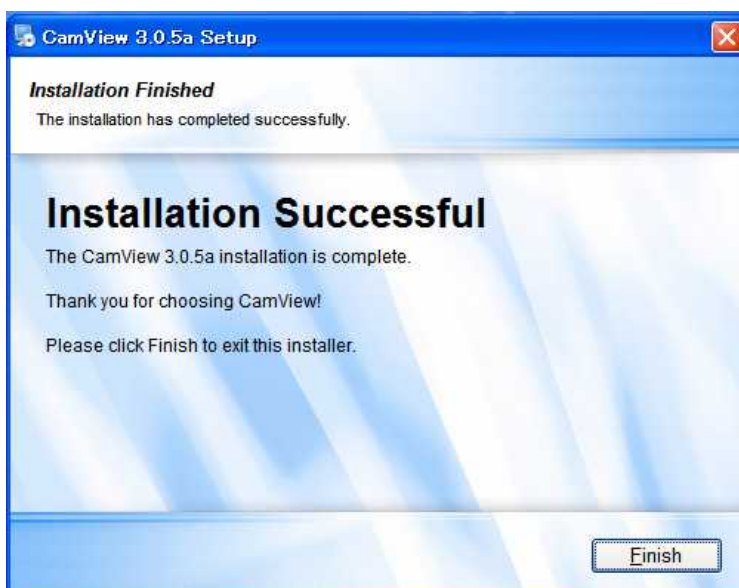 CamView 3.0.5a Setup
Installation Finished
The installation has completed successfully.
Installation Successful
The CamView 3.0.5a installation is complete.
Thank you for choosing CamView!
Please click Finish to exit this installer.
Finish